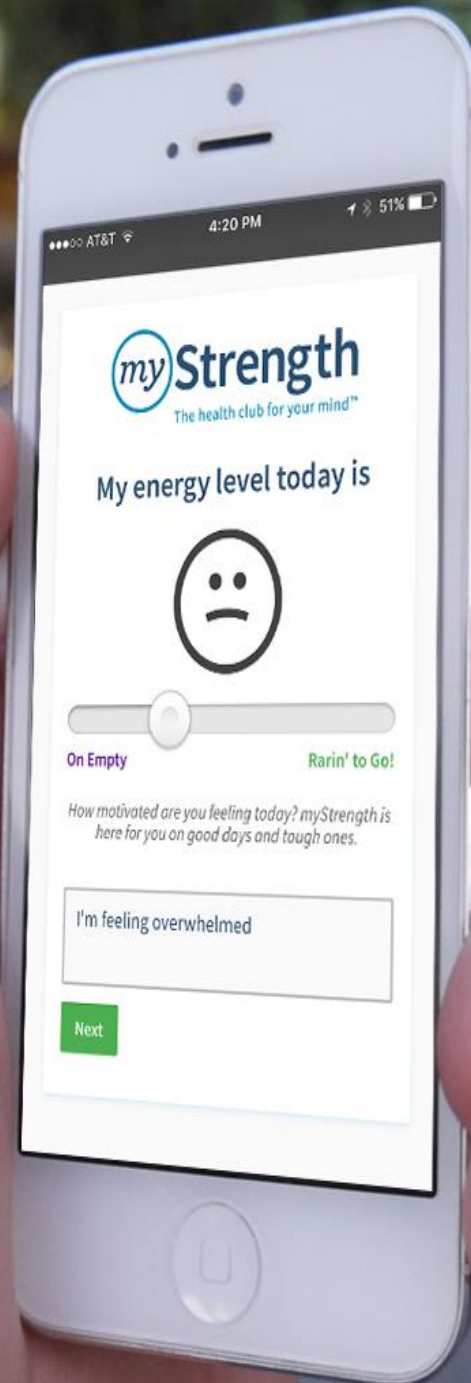 AT&T 4:20 PM 51%
my Strength
The health club for your mind™
My energy level today is
On Empty Rarin' to Go!
How motivated are you feeling today? myStrength is
here for you on good days and tough ones.
I'm feeling overwhelmed
Next